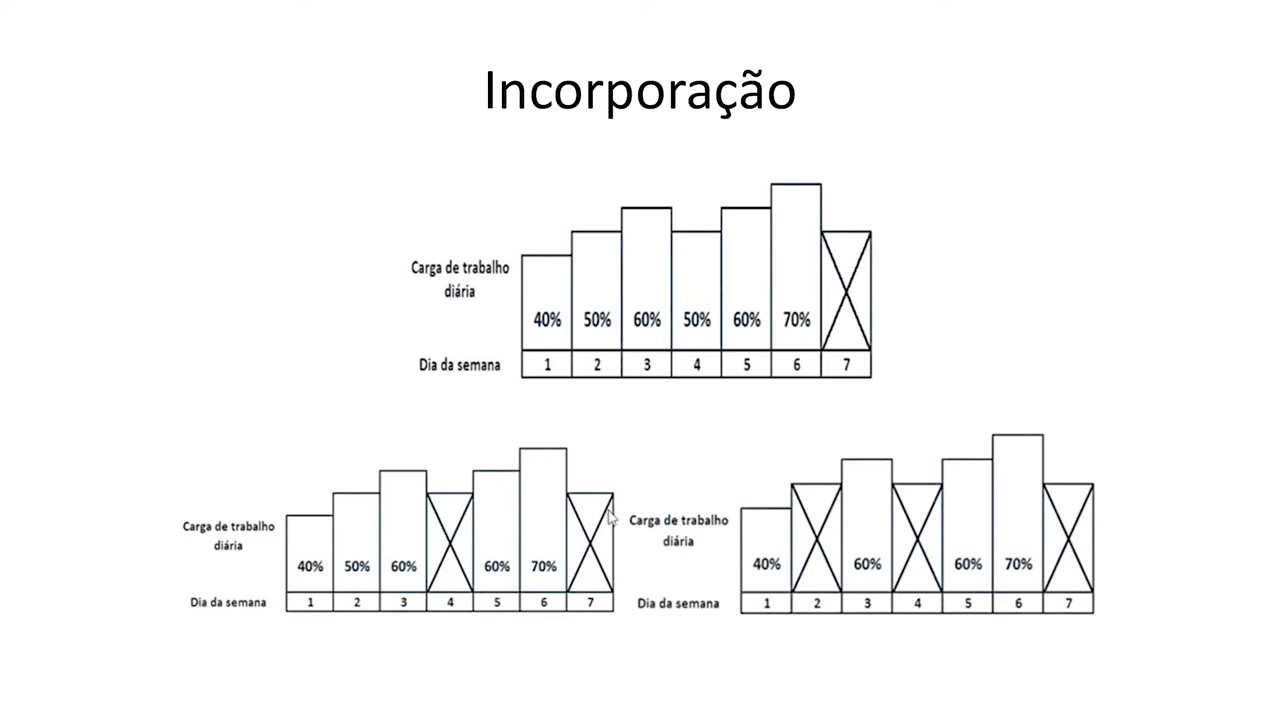 Incorporação
Carga de trabalho
diária
40% 50% 60% 50% 60% 70%
Dia da semana 1 2 3 4 5 6 7
Carga de trabalho
diária
40% 50% 60% 60% 70%
Dia da semana 1 2 3 4 5 6 7
Carga de trabalho
diária
40% 60% 60% 70%
Dia da semana 1 2 3 4 5 6 7